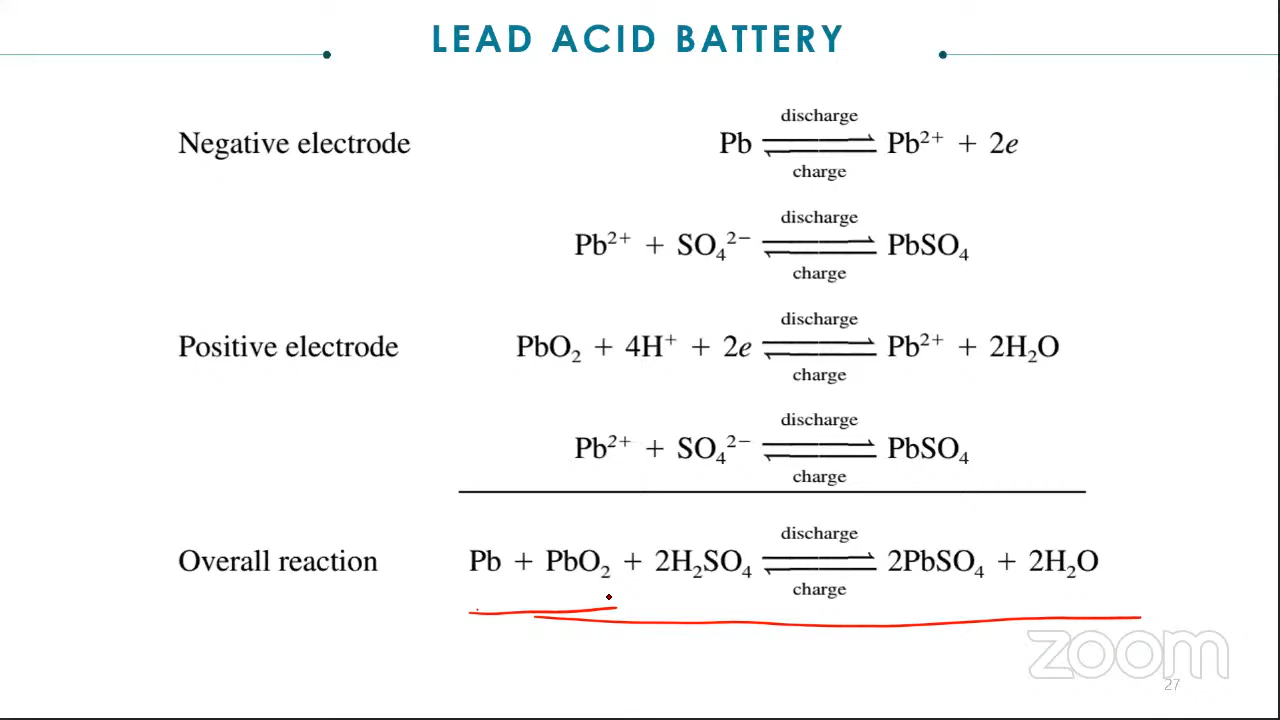 LEAD ACID BATTERY
discharge
Negative electrode Pb ⇌ Pb²⁺ + 2e
charge
discharge
Pb²⁺ + SO₄²⁻ ⇌ PbSO₄
charge
discharge
Positive electrode PbO₂ + 4H⁺ + 2e ⇌ Pb²⁺ + 2H₂O
charge
discharge
Pb²⁺ + SO₄²⁻ ⇌ PbSO₄
charge
discharge
Overall reaction Pb + PbO₂ + 2H₂SO₄ ⇌ 2PbSO₄ + 2H₂O
charge
zoom
27